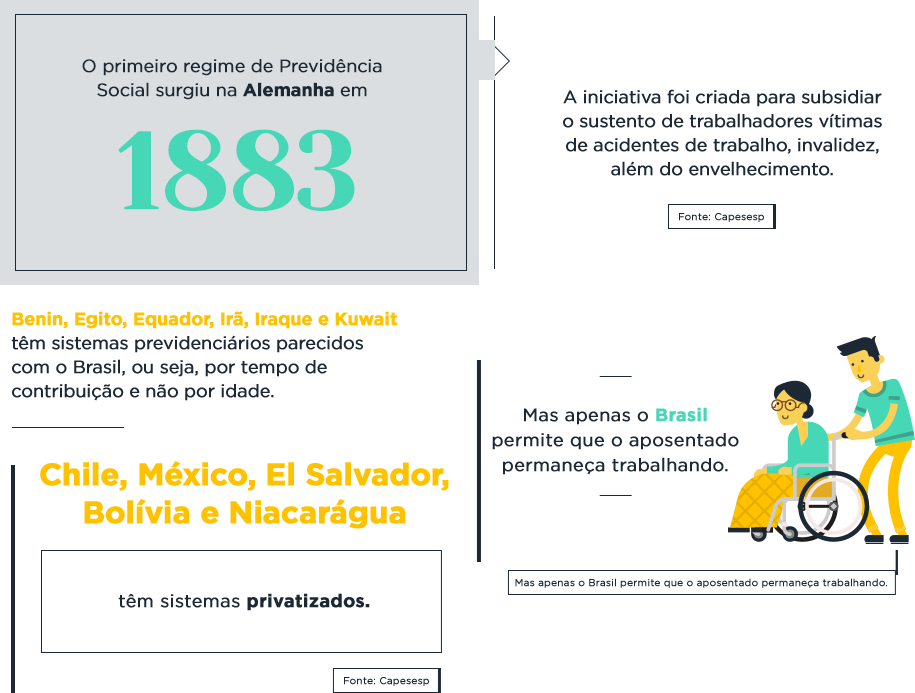 O primeiro regime de Previdência
Social surgiu na Alemanha em
1883
A iniciativa foi criada para subsidiar
o sustento de trabalhadores vítimas
de acidentes de trabalho, invalidez,
além do envelhecimento.
Fonte: Capesesp
Benin, Egito, Equador, Irã, Iraque e Kuwait
têm sistemas previdenciários parecidos
com o Brasil, ou seja, por tempo de
contribuição e não por idade.
Mas apenas o Brasil
permite que o aposentado
permaneça trabalhando.
Mas apenas o Brasil permite que o aposentado permaneça trabalhando.
Chile, México, El Salvador,
Bolívia e Niacarágua
têm sistemas privatizados.
Fonte: Capesesp